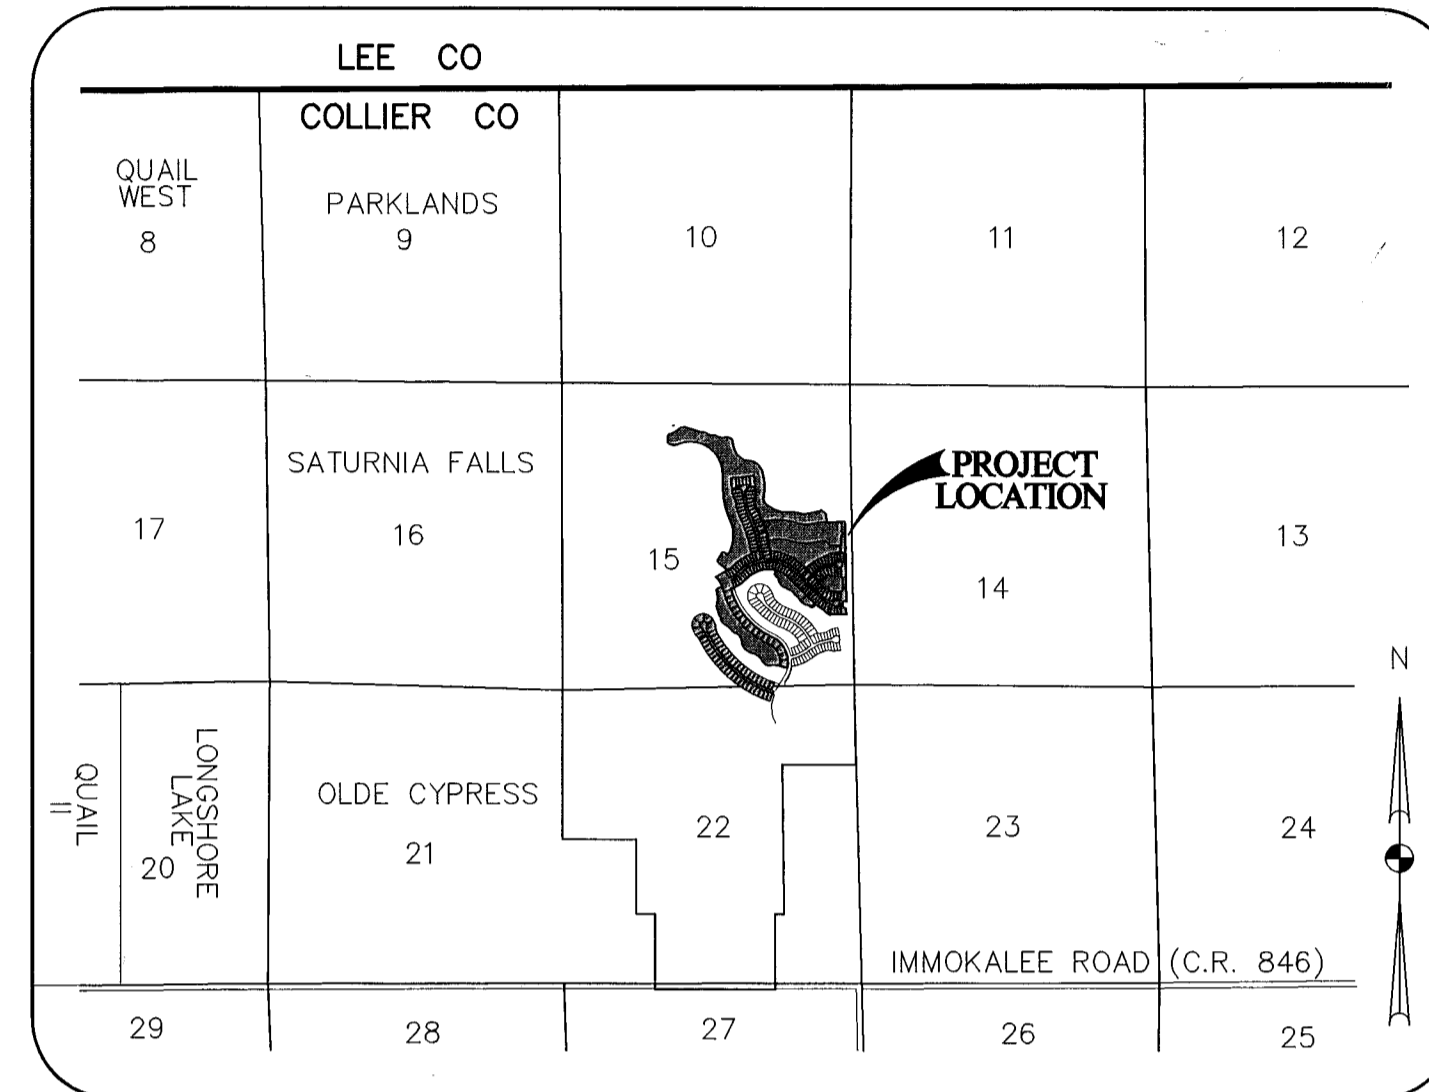 LEE CO
COLLIER CO
QUAIL
WEST
8
PARKLANDS
9
10
11
12
SATURNIA FALLS
17
16
15
PROJECT
LOCATION
14
13
N
QUAIL
II
LONGSHORE
LAKE
20
OLDE CYPRESS
21
22
23
24
IMMOKALEE ROAD (C.R. 846)
29
28
27
26
25